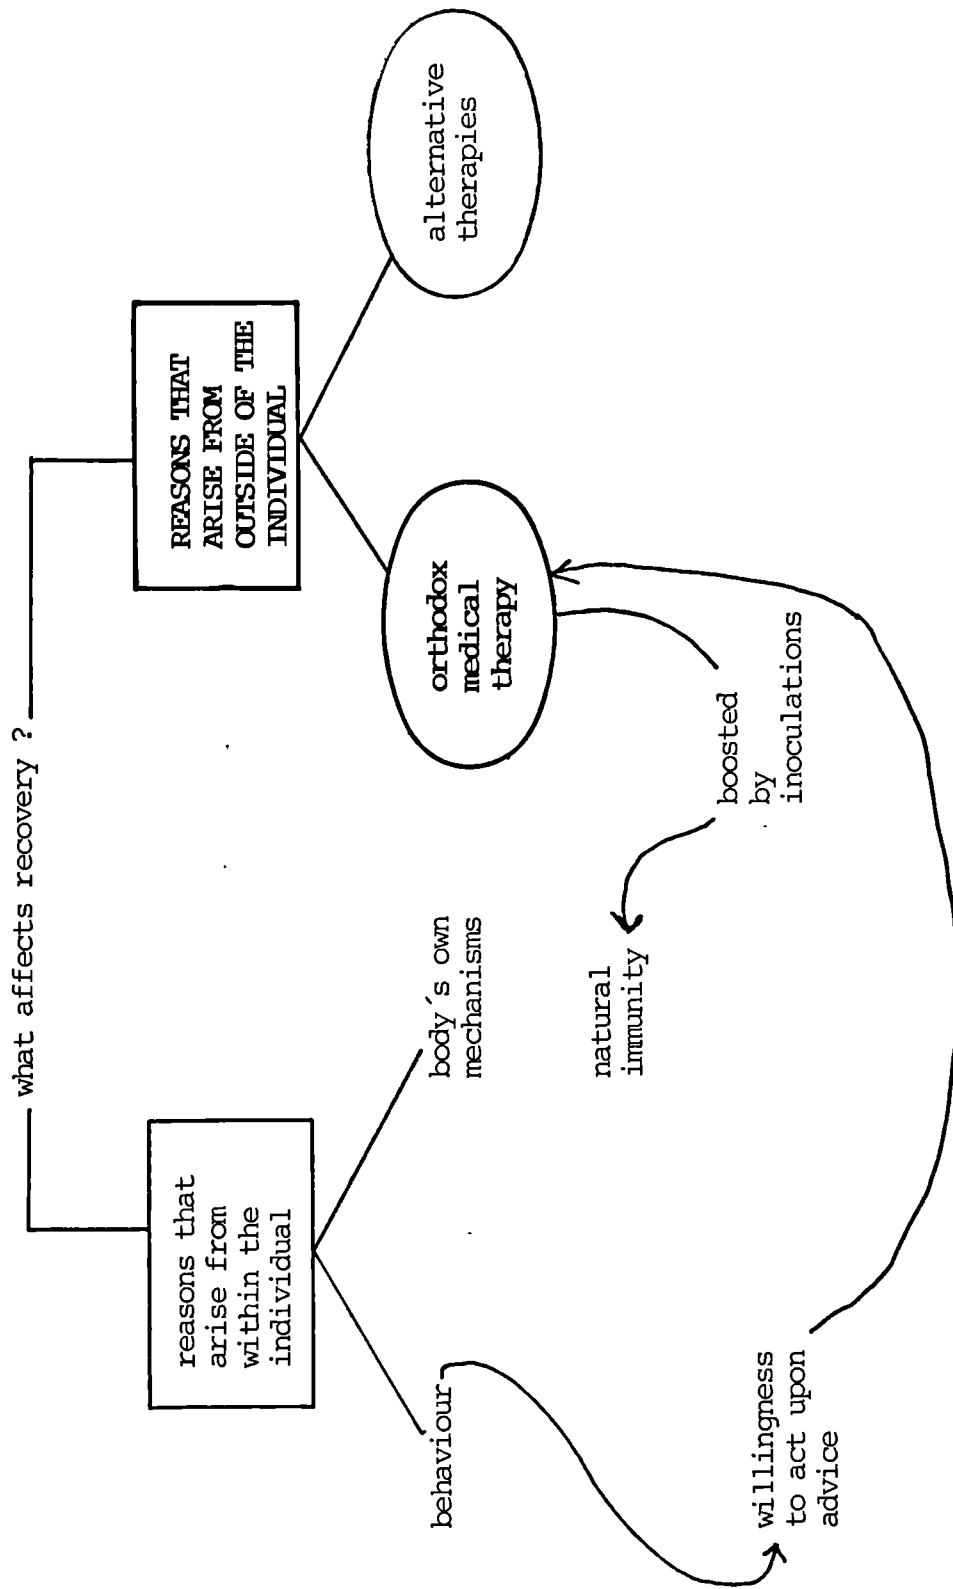 what affects recovery ?
reasons that
arise from
within the
individual
REASONS THAT
ARISE FROM
OUTSIDE OF THE
INDIVIDUAL
behaviour
body´s own
mechanisms
orthodox
medical
therapy
alternative
therapies
natural
immunity
boosted
by
inoculations
willingness
to act upon
advice